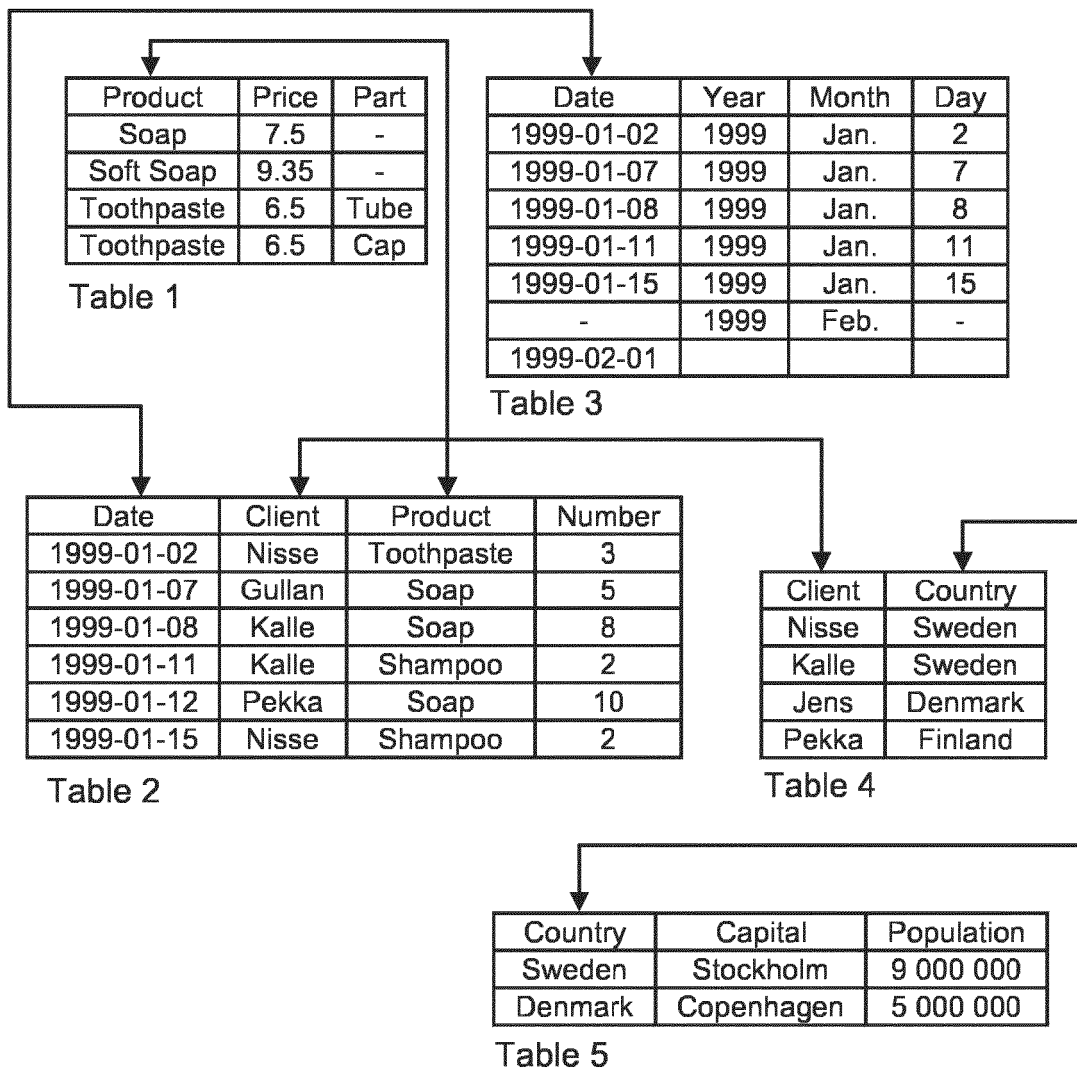 Product Price Part
Soap 7.5 -
Soft Soap 9.35 -
Toothpaste 6.5 Tube
Toothpaste 6.5 Cap
Table 1
Date Year Month Day
1999-01-02 1999 Jan. 2
1999-01-07 1999 Jan. 7
1999-01-08 1999 Jan. 8
1999-01-11 1999 Jan. 11
1999-01-15 1999 Jan. 15
- 1999 Feb. -
1999-02-01
Table 3
Date Client Product Number
1999-01-02 Nisse Toothpaste 3
1999-01-07 Gullan Soap 5
1999-01-08 Kalle Soap 8
1999-01-11 Kalle Shampoo 2
1999-01-12 Pekka Soap 10
1999-01-15 Nisse Shampoo 2
Table 2
Client Country
Nisse Sweden
Kalle Sweden
Jens Denmark
Pekka Finland
Table 4
Country Capital Population
Sweden Stockholm 9 000 000
Denmark Copenhagen 5 000 000
Table 5